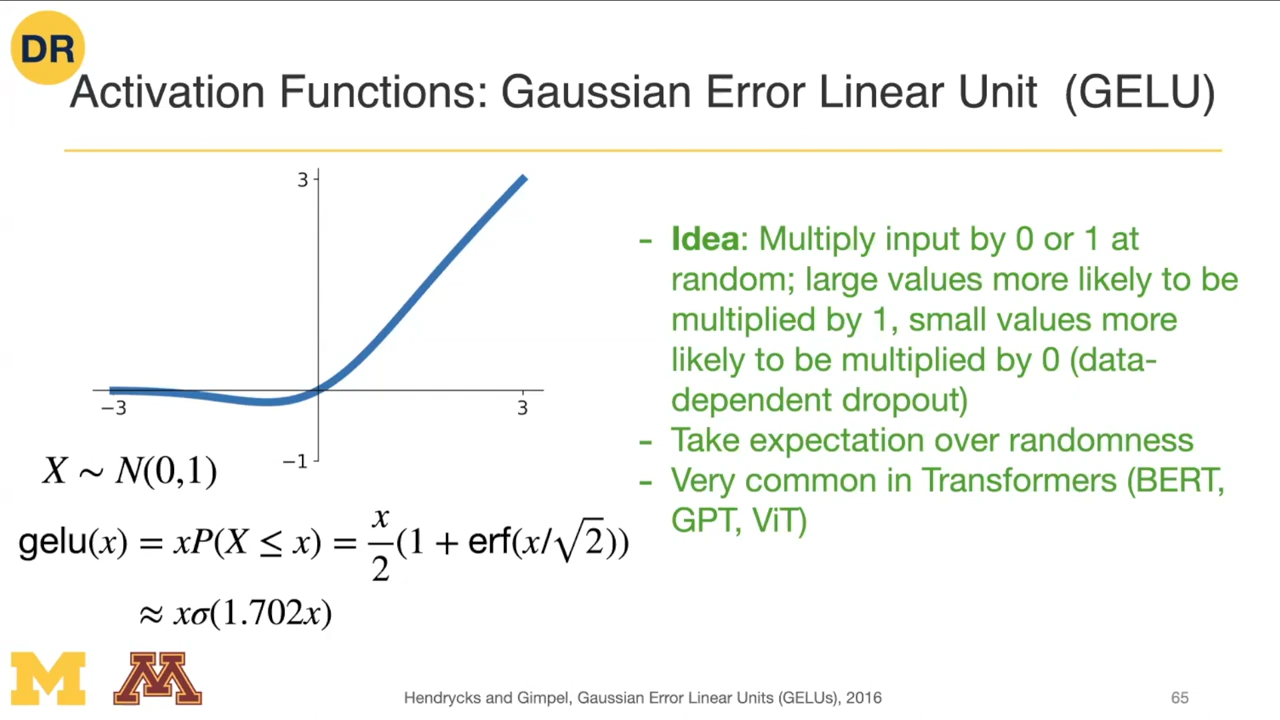 DR
Activation Functions: Gaussian Error Linear Unit (GELU)
3
−3
3
−1
X ~ N(0,1)
gelu(x) = xP(X ≤ x) = x/2 (1 + erf(x/√2))
≈ xσ(1.702x)
- Idea: Multiply input by 0 or 1 at
random; large values more likely to be
multiplied by 1, small values more
likely to be multiplied by 0 (data-
dependent dropout)
- Take expectation over randomness
- Very common in Transformers (BERT,
GPT, ViT)
M M
Hendrycks and Gimpel, Gaussian Error Linear Units (GELUs), 2016
65